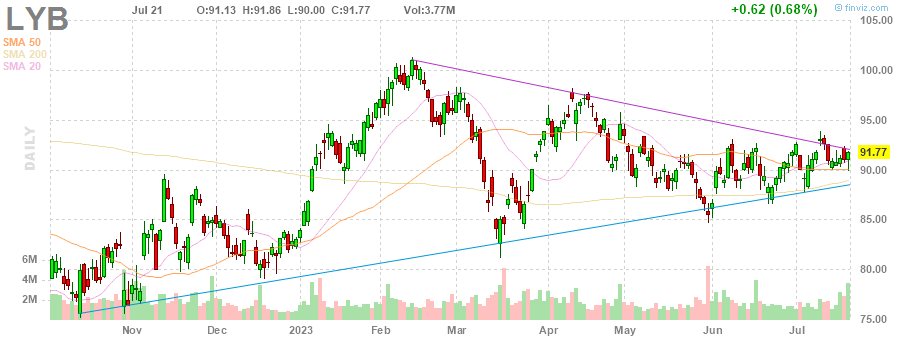 LYB Jul 21 O:91.13 H:91.86 L:90.00 C:91.77 Vol:3.77M +0.62 (0.68%) © finviz.com
SMA 50
SMA 200
SMA 20
DAILY
105.00
100.00
95.00
91.77
90.00
85.00
80.00
75.00
6M
4M
2M
Nov Dec 2023 Feb Mar Apr May Jun Jul